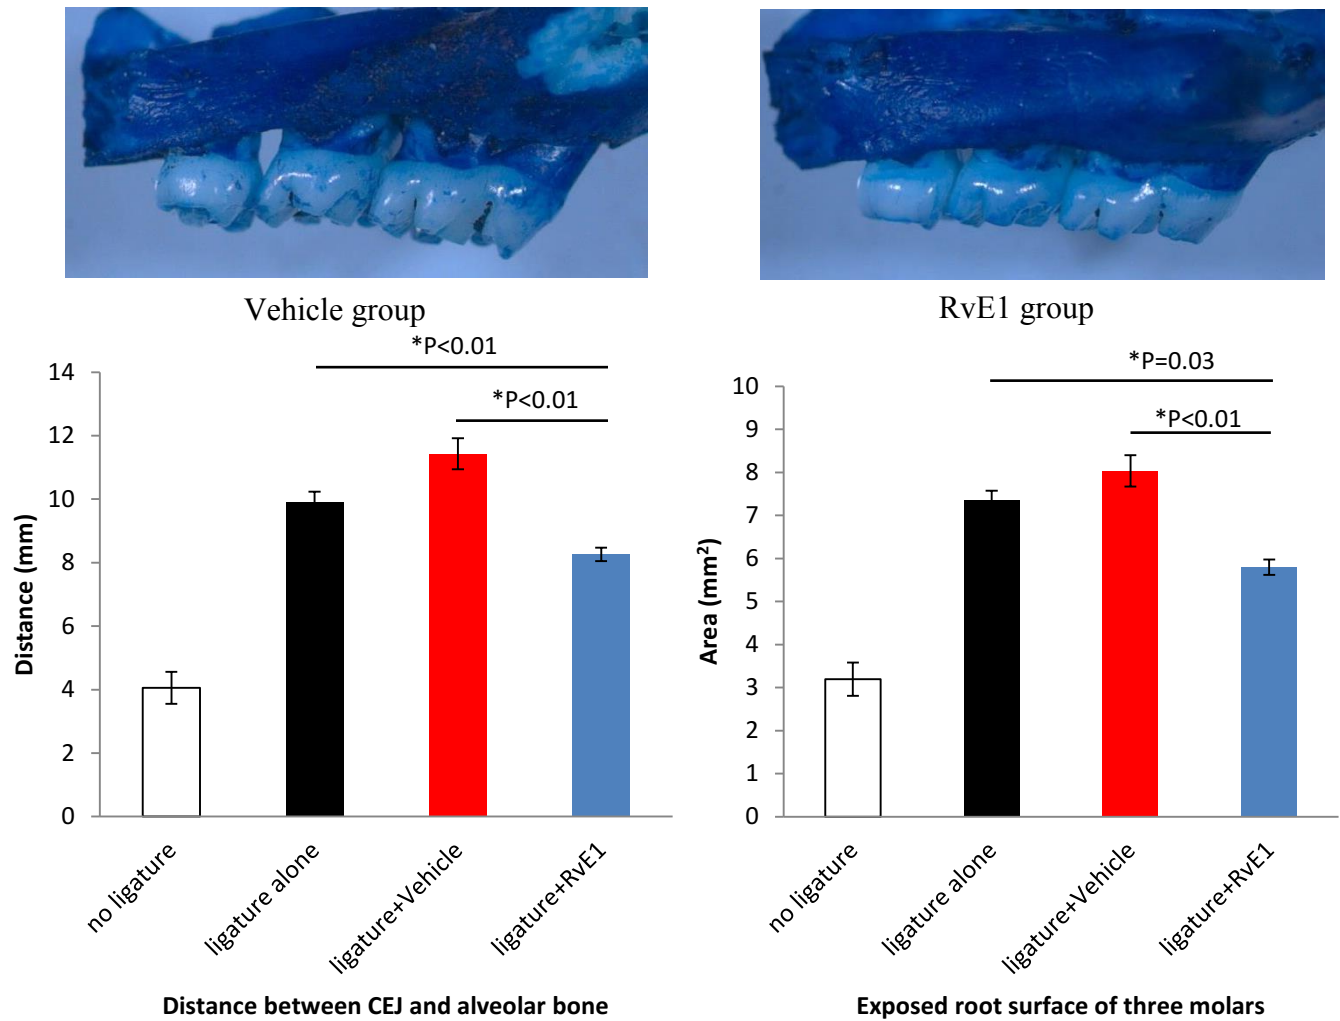 Vehicle group
RvE1 group
*P<0.01
*P<0.01
14
12
10
8
6
4
2
0
Distance (mm)
no ligature
ligature alone
ligature+Vehicle
ligature+RvE1
Distance between CEJ and alveolar bone
*P=0.03
*P<0.01
10
9
8
7
6
5
4
3
2
1
0
Area (mm²)
no ligature
ligature alone
ligature+Vehicle
ligature+RvE1
Exposed root surface of three molars